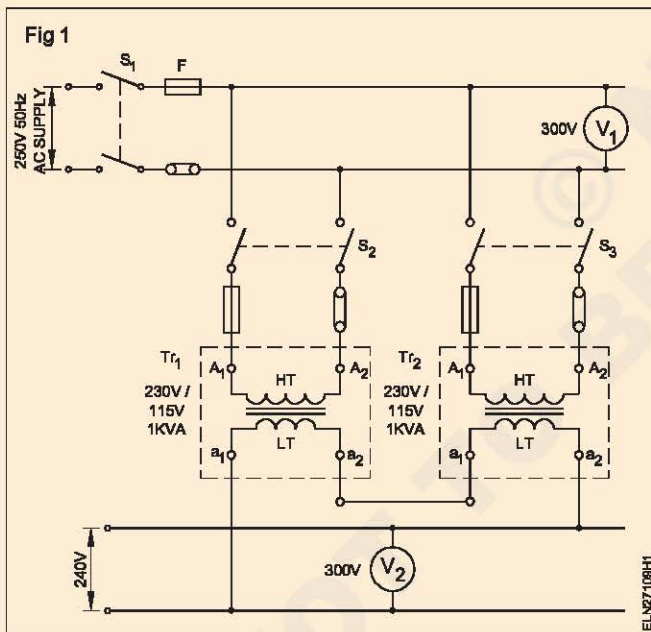 Fig 1
S1
F
250V 50Hz
AC SUPPLY
300V
V1
S2
S3
Tr1
A1
A2
HT
230V /
115V
1KVA
LT
a1
a2
Tr2
A1
A2
HT
230V /
115V
1KVA
LT
a1
a2
240V
300V
V2
ELN27109H1